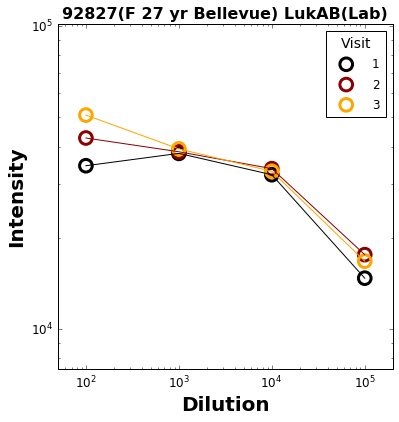 92827(F 27 yr Bellevue) LukAB(Lab)
Visit
1
2
3
10^5
10^4
Intensity
10^2 10^3 10^4 10^5
Dilution